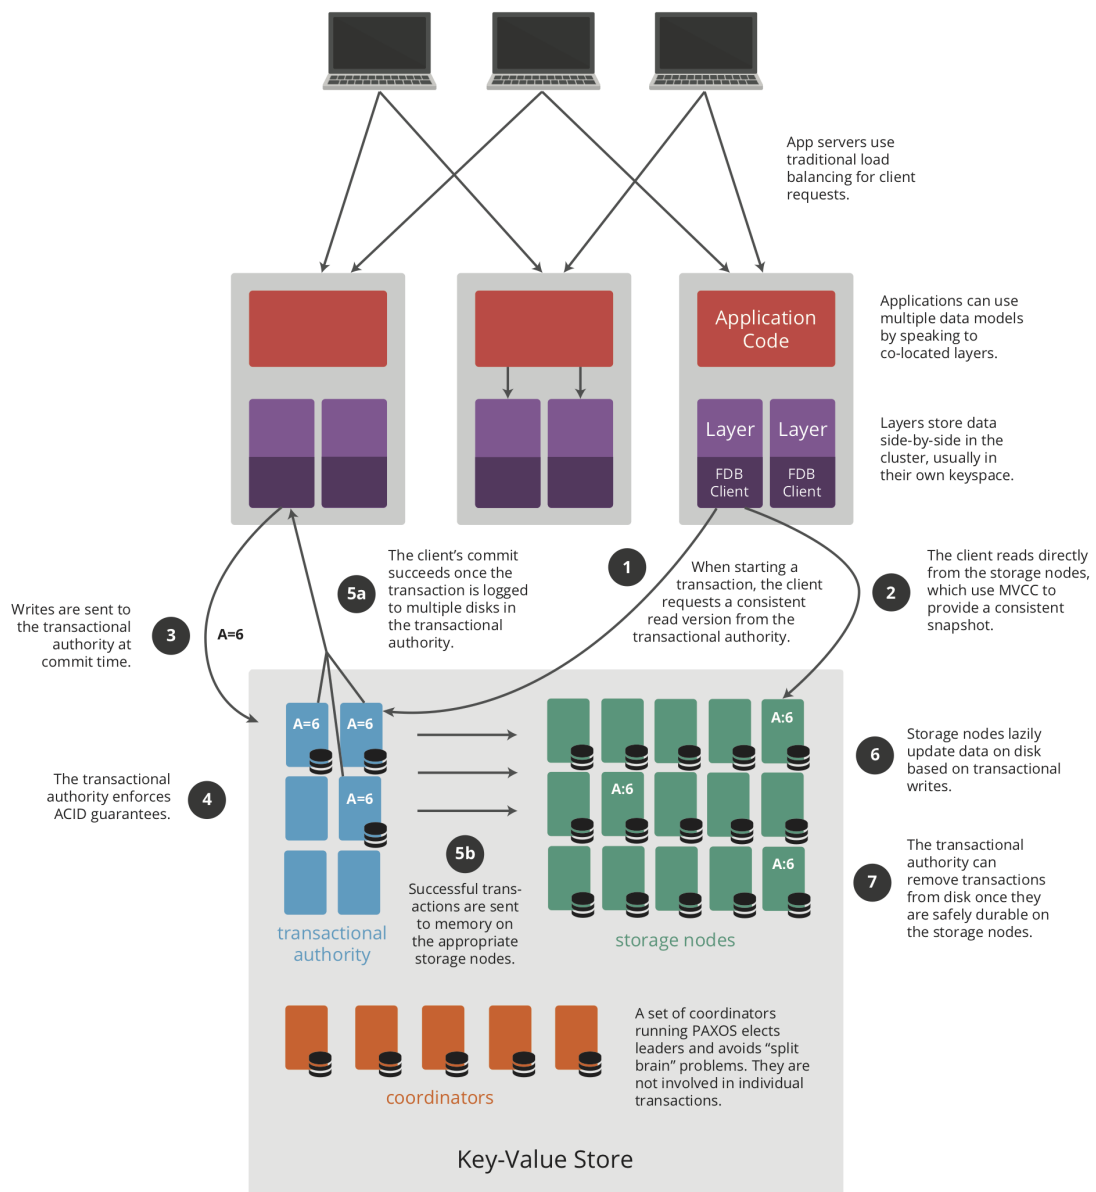 App servers use
traditional load
balancing for client
requests.
Application
Code
Applications can use
multiple data models
by speaking to
co-located layers.
Layer
Layer
FDB
Client
FDB
Client
Layers store data
side-by-side in the
cluster, usually in
their own keyspace.
Writes are sent to
the transactional
authority at
commit time.
3
A=6
5a
The client’s commit
succeeds once the
transaction is logged
to multiple disks in
the transactional
authority.
1
When starting a
transaction, the client
requests a consistent
read version from the
transactional authority.
2
The client reads directly
from the storage nodes,
which use MVCC to
provide a consistent
snapshot.
A=6
A=6
A=6
The transactional
authority enforces
ACID guarantees.
4
transactional
authority
5b
Successful trans-
actions are sent
to memory on
the appropriate
storage nodes.
A:6
A:6
A:6
storage nodes
6
Storage nodes lazily
update data on disk
based on transactional
writes.
7
The transactional
authority can
remove transactions
from disk once they
are safely durable on
the storage nodes.
coordinators
A set of coordinators
running PAXOS elects
leaders and avoids “split
brain” problems. They are
not involved in individual
transactions.
Key-Value Store